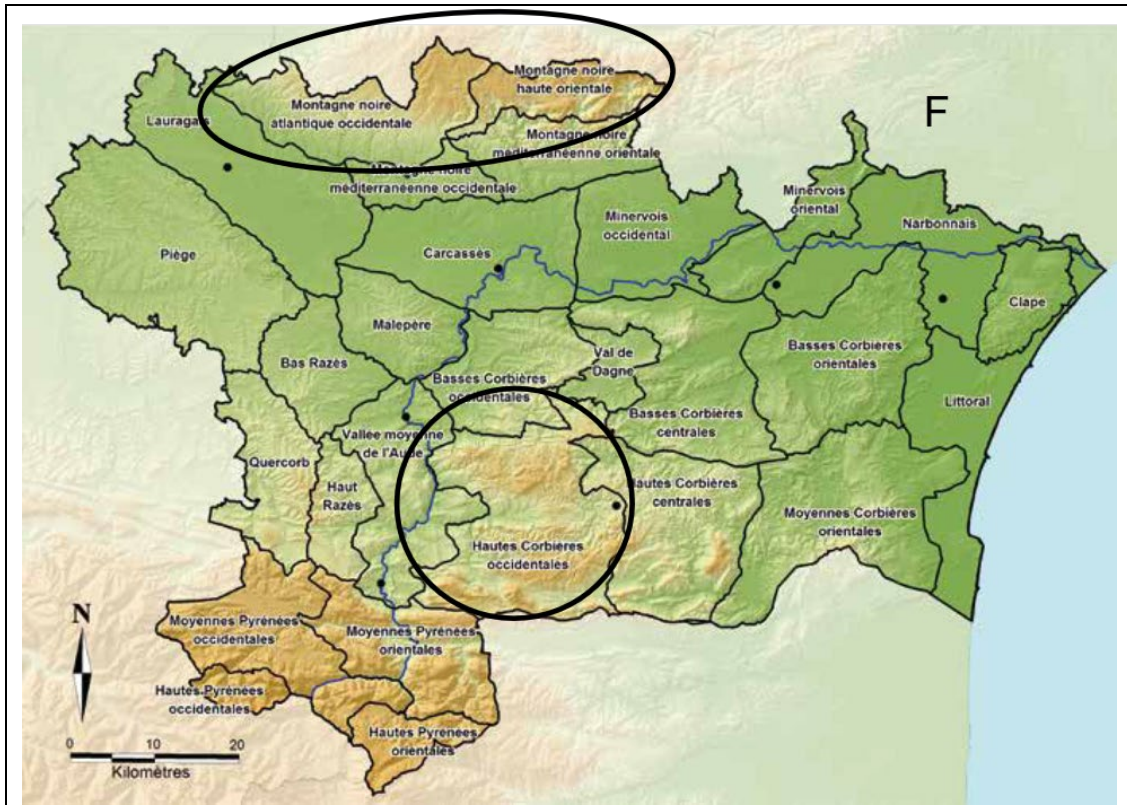 Montagne noire
haute orientale
F
Montagne noire
atlantique occidentale
Lauragais
Montagne noire
méditerranéenne orientale
Montagne noire
méditerranéenne occidentale
Minervois
oriental
Minervois
occidental
Narbonnais
Piège
Carcassès
Clape
Malepère
Bas Razès
Val de
Dagne
Basses Corbières
orientales
Basses Corbières
occidentales
Littoral
Basses Corbières
centrales
Vallée moyenne
de l'Aude
Quercorb
Haut
Razès
Hautes Corbières
centrales
Moyennes Corbières
orientales
Hautes Corbières
occidentales
N
Moyennes Pyrénées
occidentales
Moyennes Pyrénées
orientales
Hautes Pyrénées
occidentales
Hautes Pyrénées
orientales
0 10 20
Kilomètres